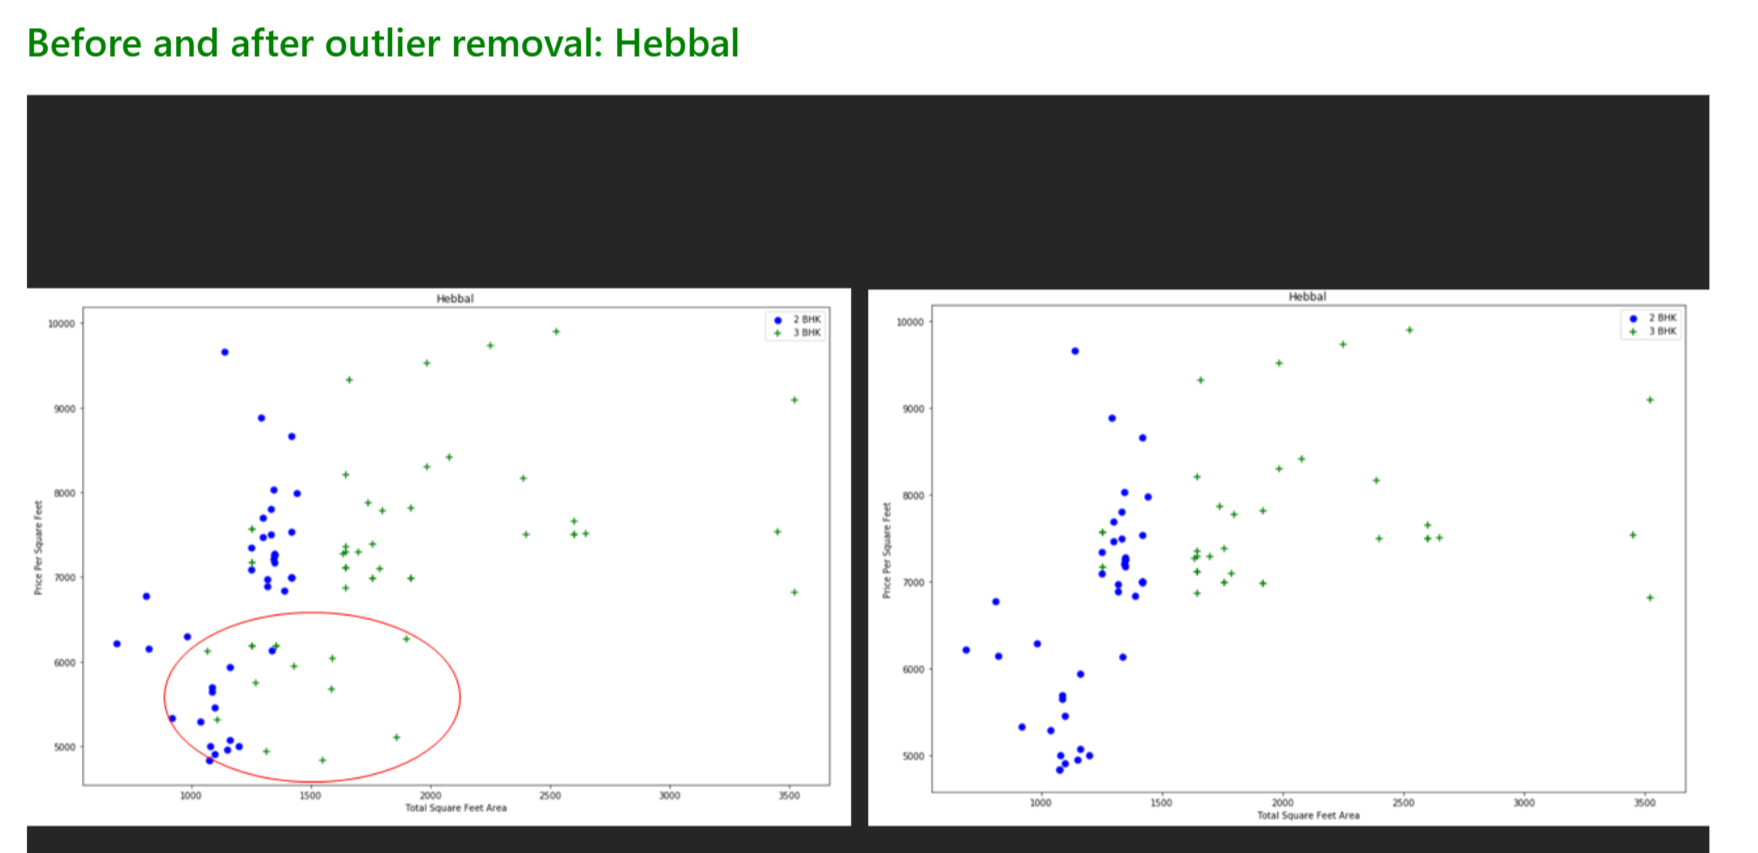 Before and after outlier removal: Hebbal
Hebbal
2 BHK
3 BHK
10000
9000
8000
7000
6000
5000
Price Per Square Feet
1000 1500 2000 2500 3000 3500
Total Square Feet Area
Hebbal
2 BHK
3 BHK
10000
9000
8000
7000
6000
5000
Price Per Square Feet
1000 1500 2000 2500 3000 3500
Total Square Feet Area